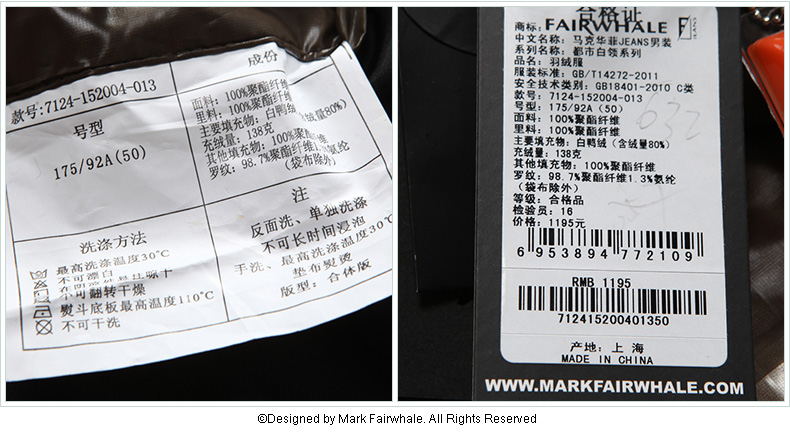 款号:7124-152004-013
号型
175/92A(50)
成份
面料: 100%聚酯纤维
里料: 100%聚酯纤维
主要填充物: 白鸭绒 绒量80%)
充绒量: 138克
其他填充物: 100%聚酯纤维
罗纹: 98.7%聚酯纤维 氨纶
(袋布除外)
洗涤方法
最高洗涤温度30°C
不可漂白
不可翻转干燥
熨斗底板最高温度110°C
不可干洗
注
反面洗、单独洗涤
不可长时间浸泡
手洗、最高洗涤温度30°C
垫布熨烫
版型: 合体版
合格证
商标: FAIRWHALE JEANS
中文名称: 马克华菲JEANS男装
系列名称: 都市白领系列
品名: 羽绒服
服装标准: GB/T14272-2011
安全技术类别: GB18401-2010 C类
款号: 7124-152004-013
号型: 175/92A(50)
面料: 100%聚酯纤维
里料: 100%聚酯纤维
主要填充物: 白鸭绒 (含绒量80%)
充绒量: 138克
其他填充物: 100%聚酯纤维
罗纹: 98.7%聚酯纤维1.3%氨纶
(袋布除外)
等级: 合格品
检验员: 16
价格: 1195元
6 953894 772109
RMB 1195
712415200401350
产地: 上 海
MADE IN CHINA
WWW.MARKFAIRWHALE.COM
©Designed by Mark Fairwhale. All Rights Reserved